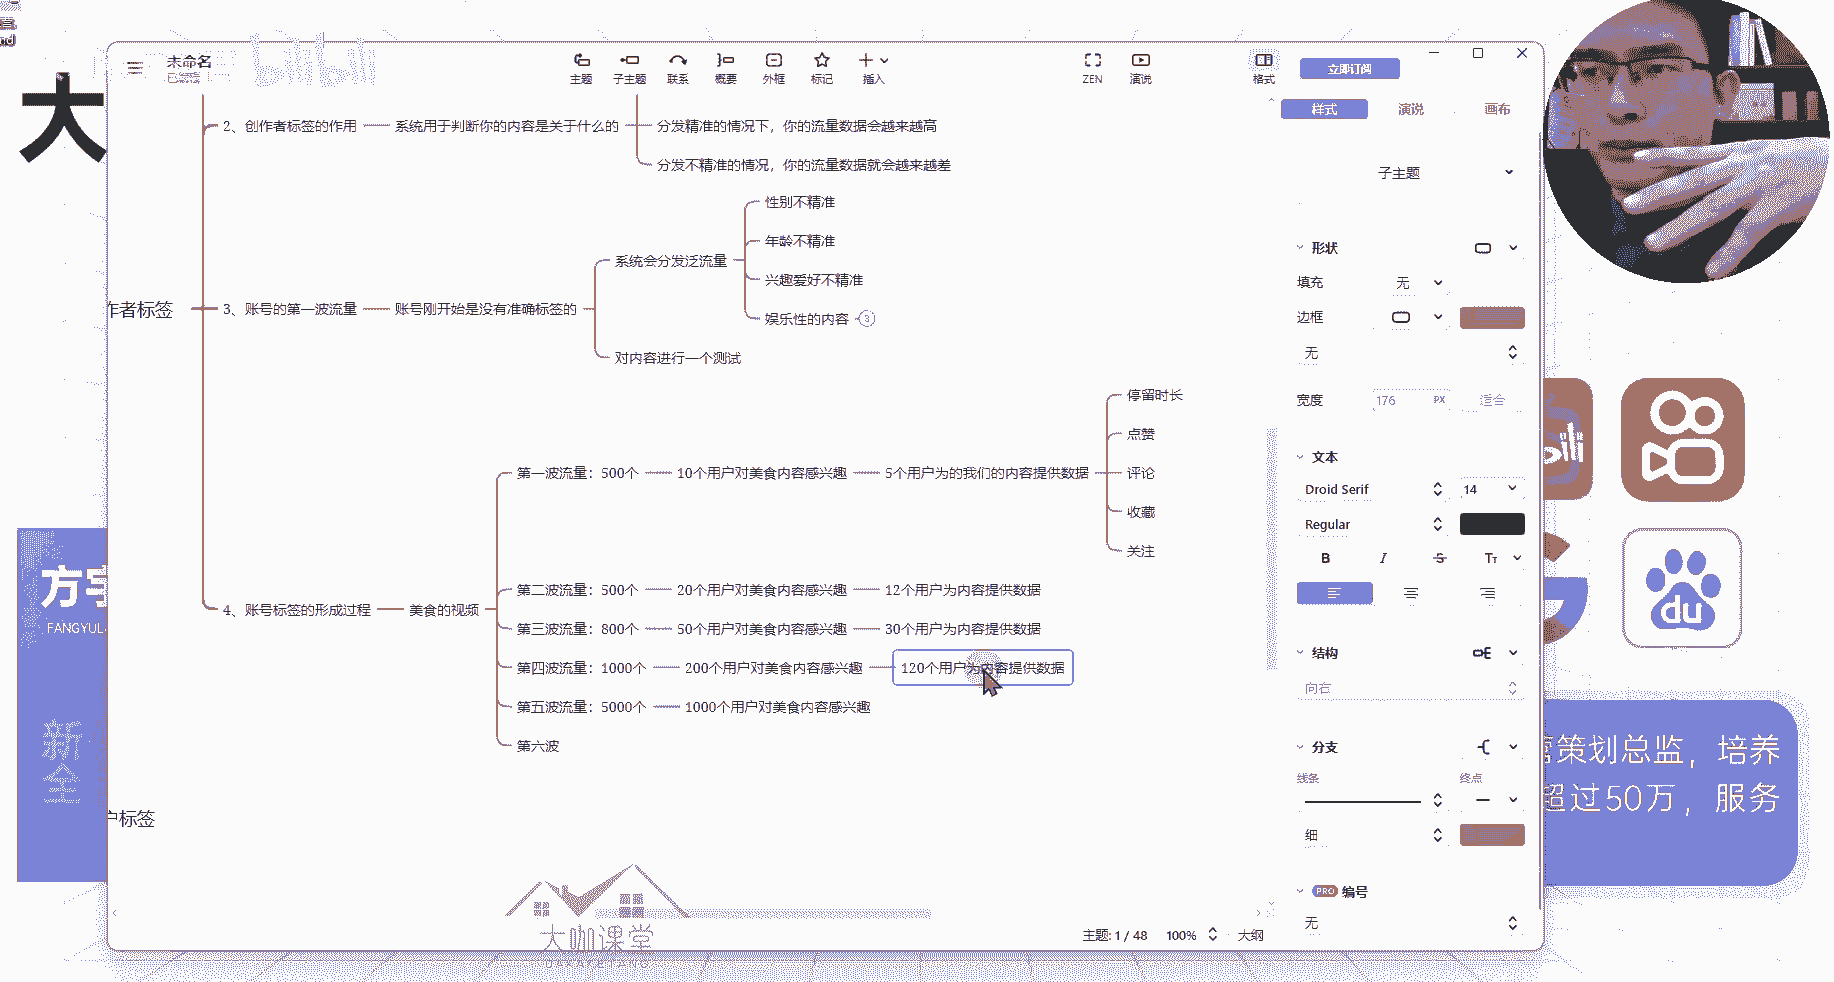 大
未命名
bilibili
主题
子主题
联系
概要
外框
标记
插入
ZEN
演说
格式
立即订阅
样式
演说
画布
2、创作者标签的作用
系统用于判断你的内容是关于什么的
分发精准的情况下，你的流量数据会越来越高
分发不精准的情况，你的流量数据就会越来越差
子主题
性别不精准
年龄不精准
系统会分发泛流量
兴趣爱好不精准
娱乐性的内容
3
作者标签
3、账号的第一波流量
账号刚开始是没有准确标签的
对内容进行一个测试
形状
填充
无
边框
无
宽度
176
PX
适合
停留时长
点赞
第一波流量：500个
10个用户对美食内容感兴趣
5个用户为的我们的内容提供数据
评论
收藏
关注
第二波流量：500个
20个用户对美食内容感兴趣
12个用户为内容提供数据
4、账号标签的形成过程
美食的视频
第三波流量：800个
50个用户对美食内容感兴趣
30个用户为内容提供数据
第四波流量：1000个
200个用户对美食内容感兴趣
120个用户为内容提供数据
第五波流量：5000个
1000个用户对美食内容感兴趣
第六波
户标签
文本
Droid Serif
14
Regular
B
I
S
TT
结构
向右
分支
线条
终点
细
PRO
编号
无
方宇
FANGYUL
新
全
du
营策划总监，培养
超过50万，服务
大咖课堂
主题: 1 / 48
100%
大纲